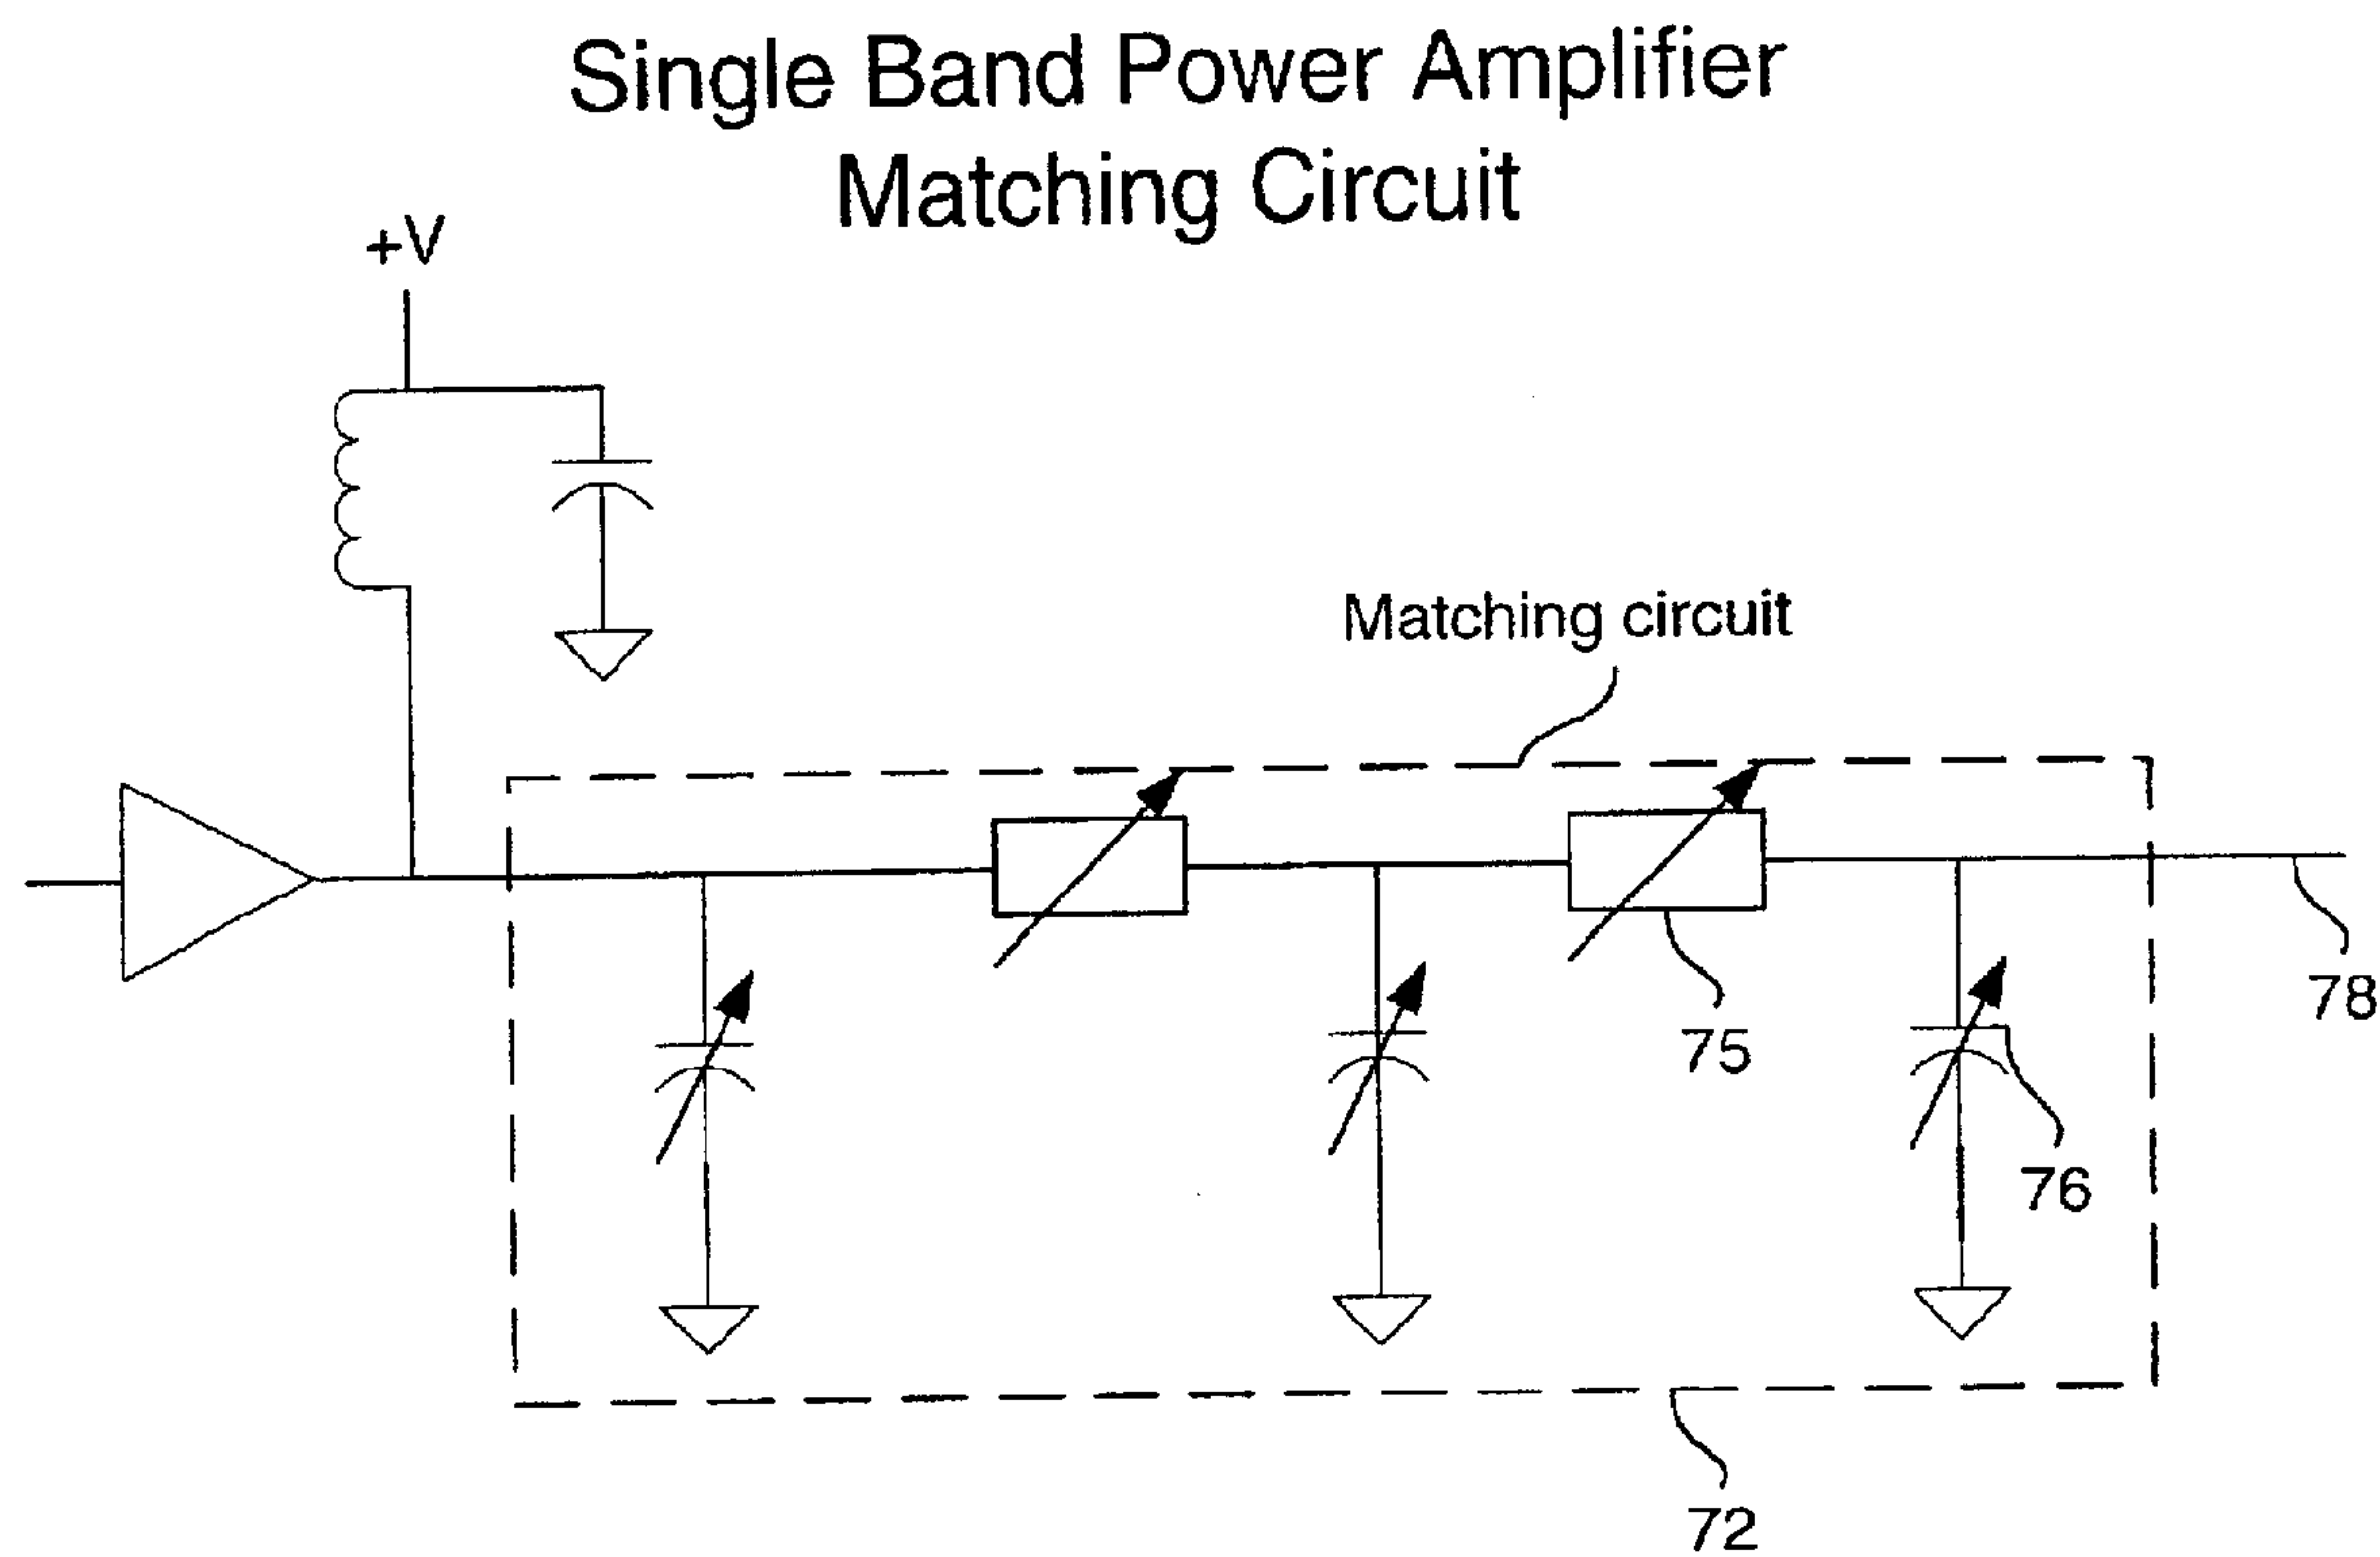 Single Band Power Amplifier
Matching Circuit
+V
Matching circuit
78
75
76
72